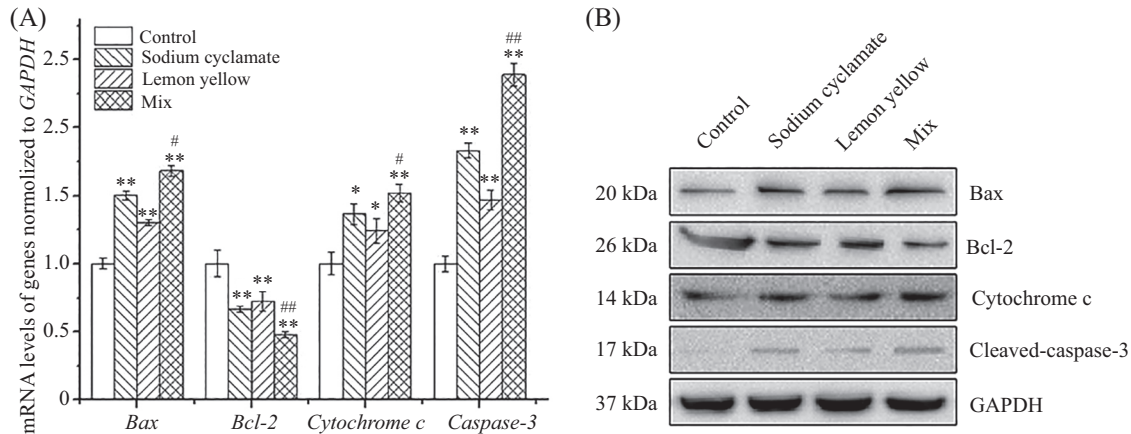 (A)
mRNA levels of genes normolized to GAPDH
2.5
2.5
1.5
1.0
0.5
0
Control
Sodium cyclamate
Lemon yellow
Mix
**
**
#
**
**
**
##
**
*
*
#
**
**
**
##
**
Bax
Bcl-2
Cytochrome c
Caspase-3
(B)
Control
Sodium cyclamate
Lemon yellow
Mix
20 kDa
Bax
26 kDa
Bcl-2
14 kDa
Cytochrome c
17 kDa
Cleaved-caspase-3
37 kDa
GAPDH